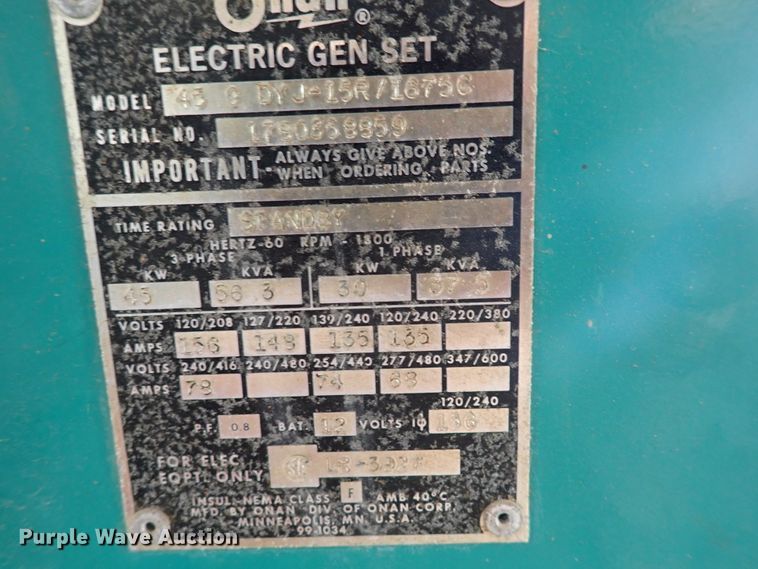 Onan®
ELECTRIC GEN SET
MODEL 45 0 DYJ-15R/1675G
SERIAL NO. 1780358859
IMPORTANT ALWAYS GIVE ABOVE NOS. WHEN ORDERING PARTS
TIME RATING STANDBY
HERTZ-60 RPM - 1800
3 PHASE 1 PHASE
KW KVA KW KVA
45 56.3 30 37.5
VOLTS 120/208 127/220 139/240 120/240 220/380
AMPS 156 148 135 135
VOLTS 240/416 240/480 254/440 277/480 347/600
AMPS 78 74 68
120/240
P.F. 0.8 BAT. 12 VOLTS 1Ø
FOR ELEC. EQPT. ONLY
INSUL-NEMA CLASS F AMB 40°C
MFD. BY ONAN DIV. OF ONAN CORP.
MINNEAPOLIS, MN. U.S.A.
99-1034
Purple Wave Auction